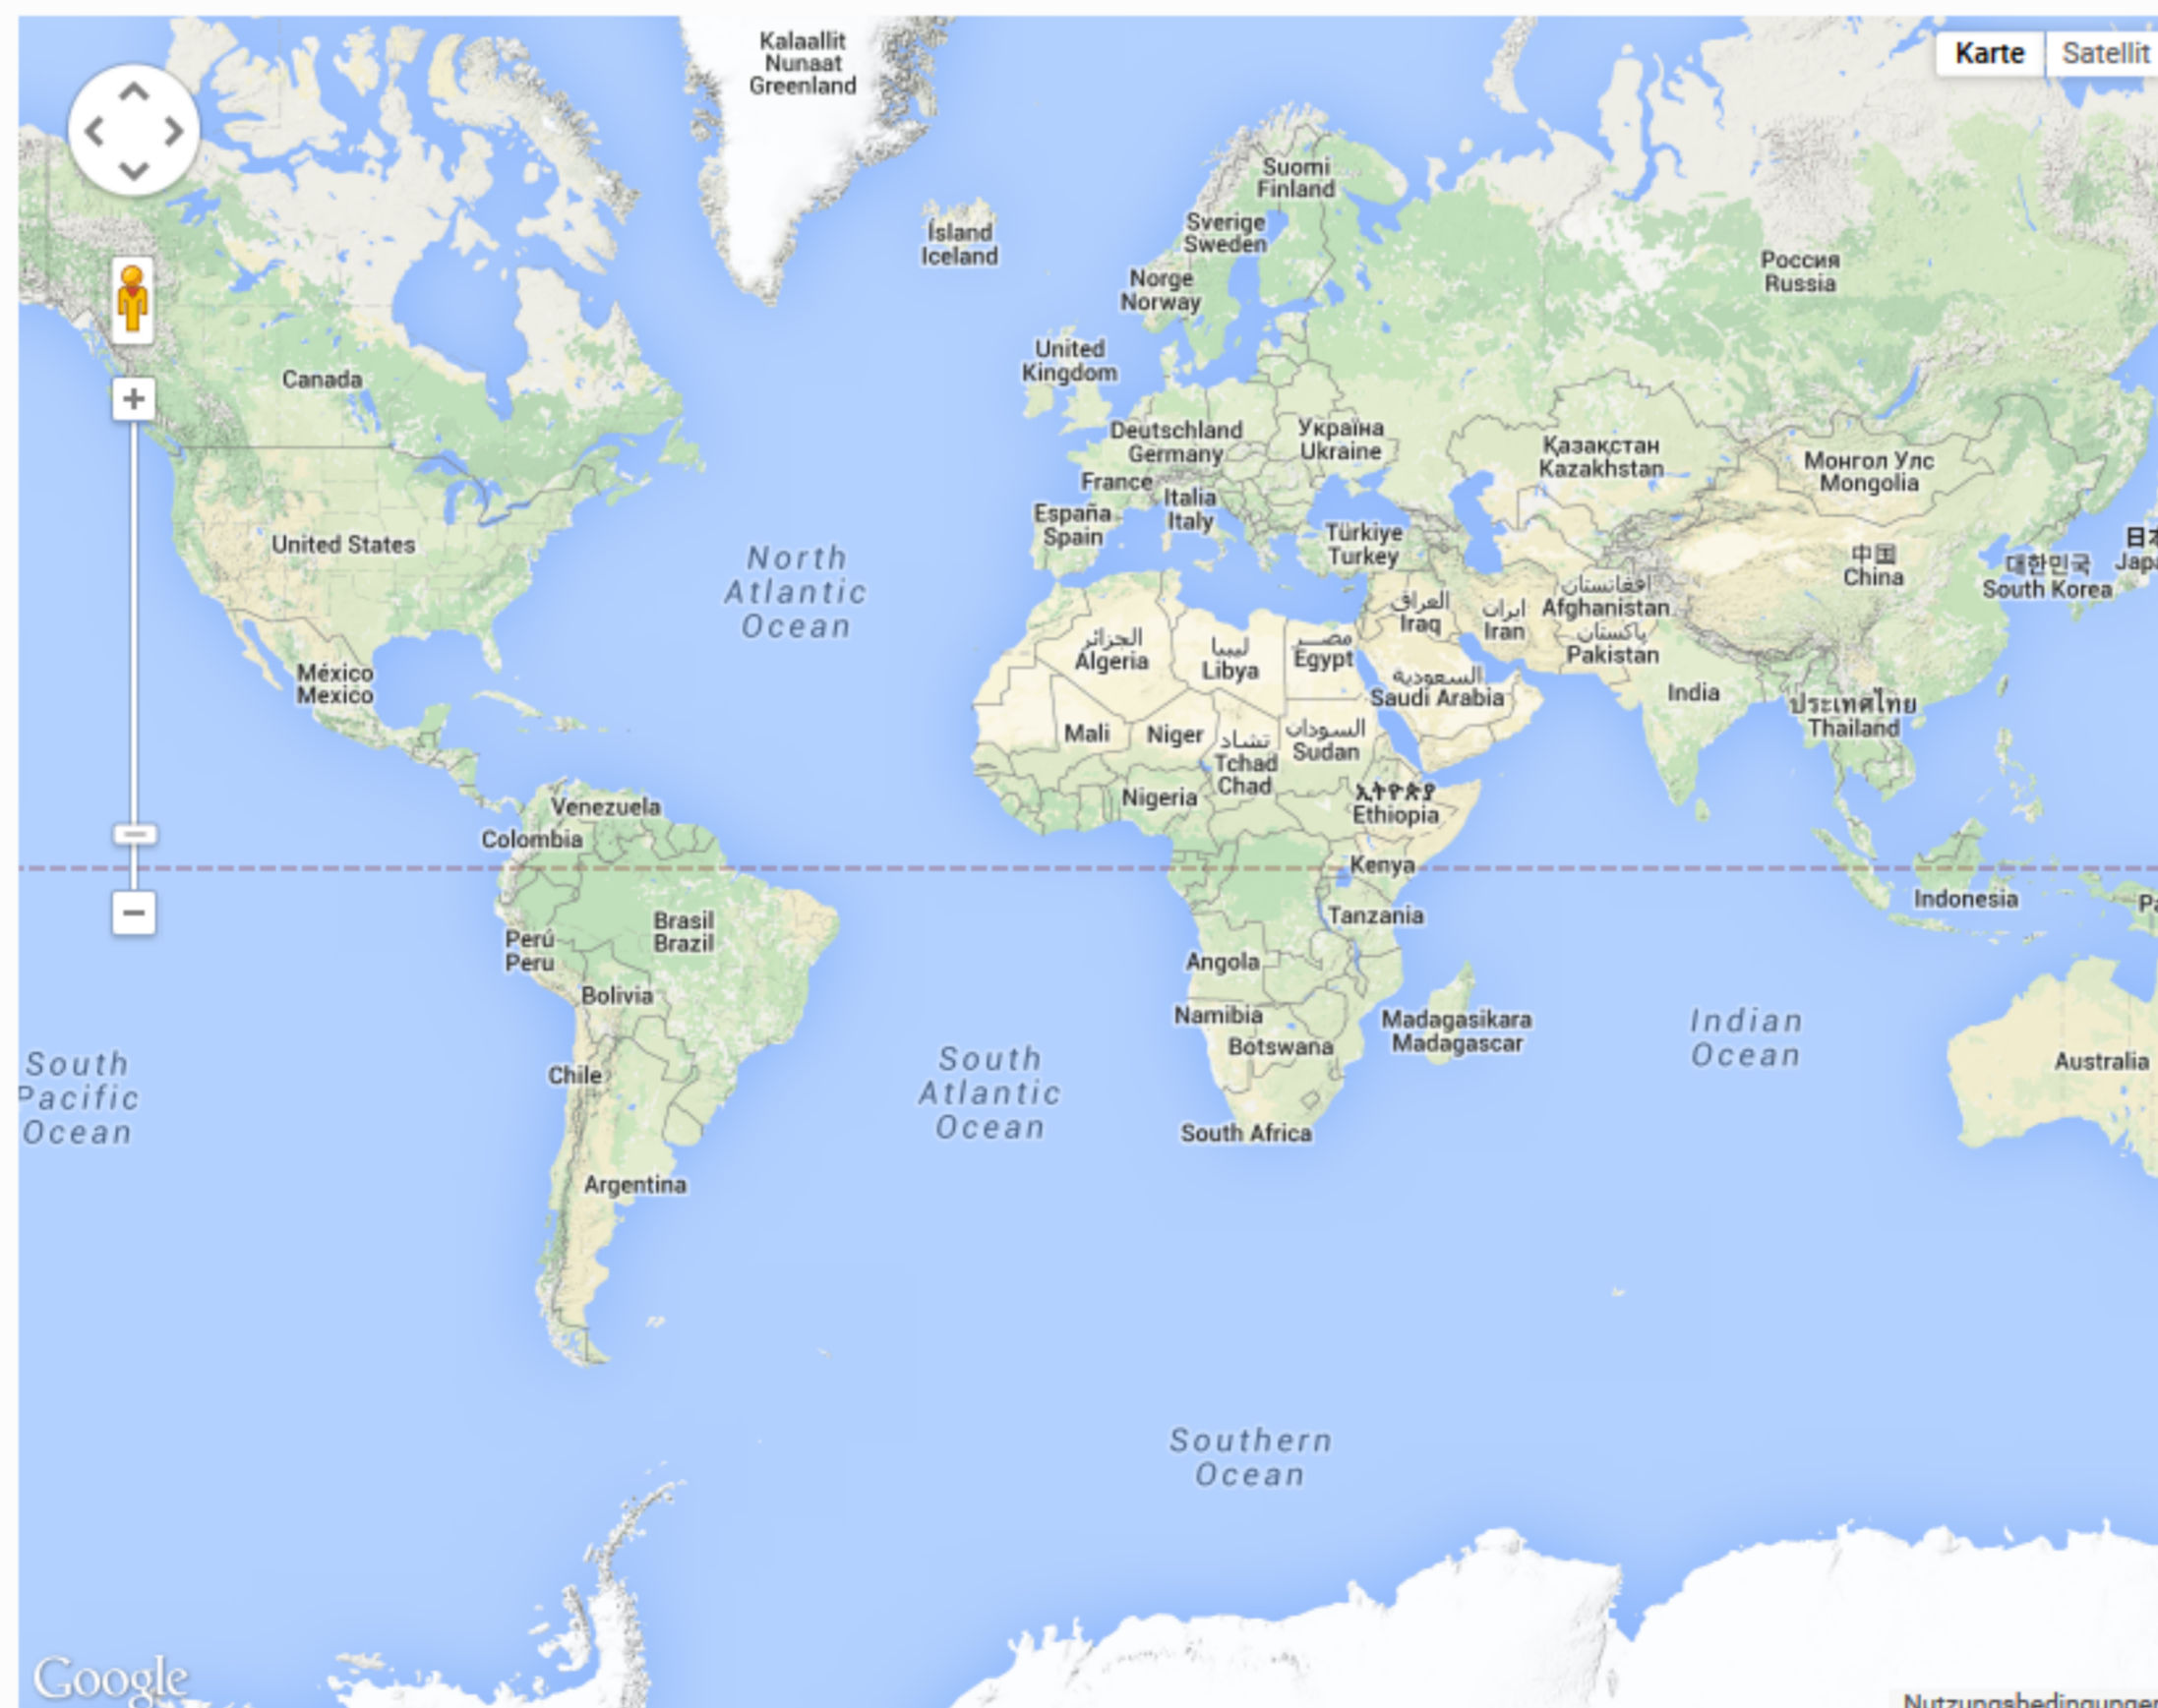 Kalaallit
Nunaat
Greenland
Karte
Satellit
Suomi
Finland
Ísland
Iceland
Sverige
Sweden
Norge
Norway
Россия
Russia
United
Kingdom
Canada
Deutschland
Germany
Україна
Ukraine
Қазақстан
Kazakhstan
Монгол Улс
Mongolia
France
Italia
Italy
España
Spain
Türkiye
Turkey
United States
North
Atlantic
Ocean
中国
China
대한민국
South Korea
العراق
Iraq
ایران
Iran
افغانستان
Afghanistan
پاکستان
Pakistan
الجزائر
Algeria
ليبيا
Libya
مصر
Egypt
السعودية
Saudi Arabia
México
Mexico
India
ประเทศไทย
Thailand
Mali
Niger
تشاد
Tchad
Chad
السودان
Sudan
Nigeria
ኢትዮጵያ
Ethiopia
Venezuela
Colombia
Kenya
Indonesia
Tanzania
Brasil
Brazil
Perú
Peru
Angola
Bolivia
Namibia
Madagasikara
Madagascar
Botswana
Indian
Ocean
Australia
South
Pacific
Ocean
Chile
South
Atlantic
Ocean
South Africa
Argentina
Southern
Ocean
Google